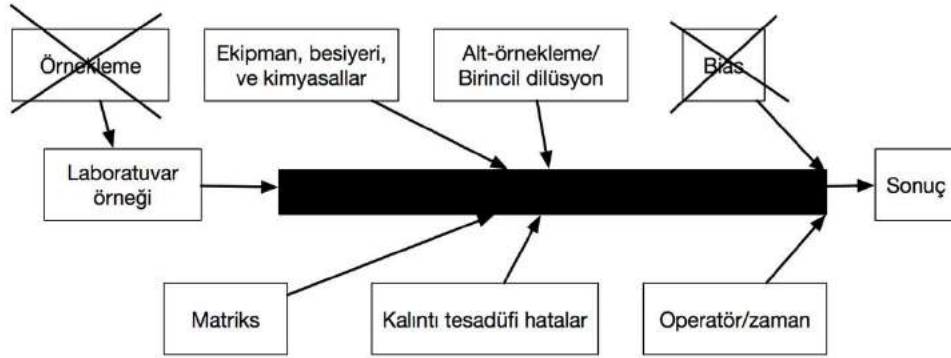 Örnekleme
Ekipman, besiyeri,
ve kimyasallar
Alt-örnekleme/
Birincil dilüsyon
Bias
Laboratuvar
örneği
Sonuç
Matriks
Kalıntı tesadüfi hatalar
Operatör/zaman